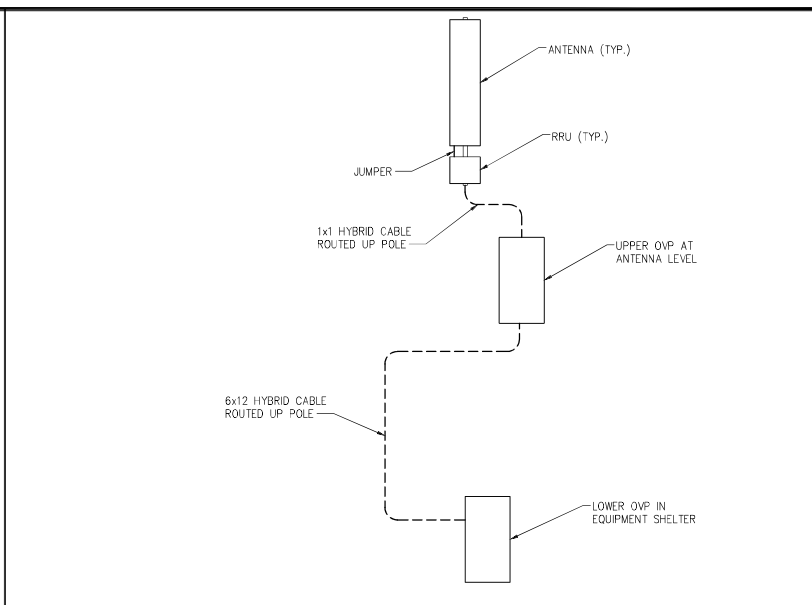 ANTENNA (TYP.)
RRU (TYP.)
JUMPER
1x1 HYBRID CABLE
ROUTED UP POLE
UPPER OVP AT
ANTENNA LEVEL
6x12 HYBRID CABLE
ROUTED UP POLE
LOWER OVP IN
EQUIPMENT SHELTER